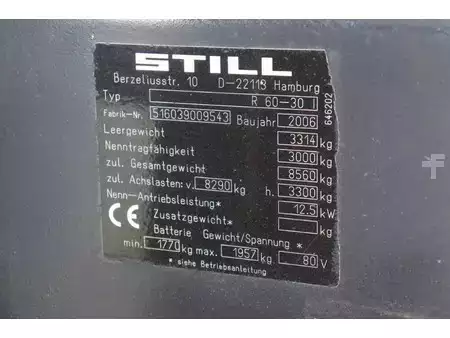 STILL
Berzeliusstr. 10 D-22113 Hamburg
Typ R 60-30 I
Fabrik-Nr. 516039009543 Baujahr 2006
Leergewicht 3314 kg
Nenntragfähigkeit 3000 kg
zul. Gesamtgewicht 8560 kg
zul. Achslasten: v. 8290 kg h. 3300 kg
Nenn-Antriebsleistung* 12.5 kW
CE Zusatzgewicht* kg
Batterie Gewicht/Spannung *
min. 1770 kg max. 1957 kg 80 V
* siehe Betriebsanleitung
646202
F